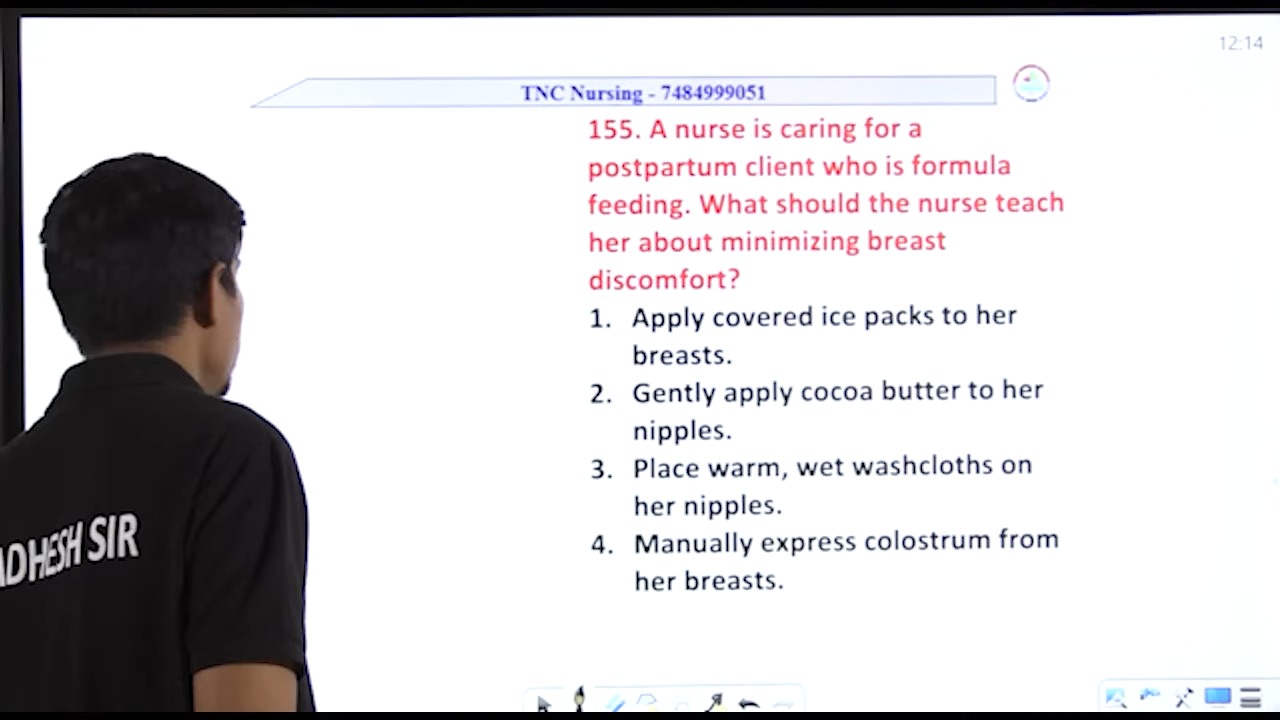 12:14
TNC Nursing - 7484999051
155. A nurse is caring for a
postpartum client who is formula
feeding. What should the nurse teach
her about minimizing breast
discomfort?
1. Apply covered ice packs to her
breasts.
2. Gently apply cocoa butter to her
nipples.
3. Place warm, wet washcloths on
her nipples.
4. Manually express colostrum from
her breasts.
ADHESH SIR